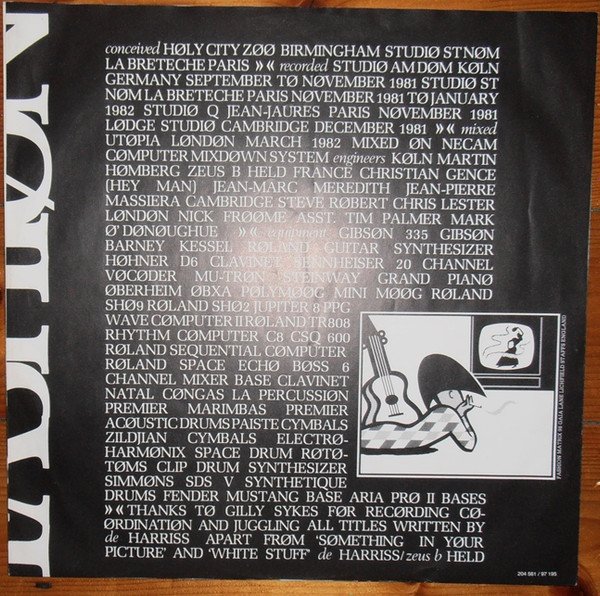 conceived HØLY CITY ZØØ BIRMINGHAM STUDIØ ST NØM
LA BRETECHE PARIS »« recorded STUDIØ AM DØM KØLN
GERMANY SEPTEMBER TØ NØVEMBER 1981 STUDIØ ST
NØM LA BRETECHE PARIS NØVEMBER 1981 TØ JANUARY
1982 STUDIØ Q JEAN-JAURES PARIS NØVEMBER 1981
LØDGE STUDIØ CAMBRIDGE DECEMBER 1981 »« mixed
UTØPIA LØNDØN MARCH 1982 MIXED ØN NECAM
CØMPUTER MIXDØWN SYSTEM engineers KØLN MARTIN
HØMBERG ZEUS B HELD FRANCE CHRISTIAN GENCE
(HEY MAN) JEAN-MARC MEREDITH JEAN-PIERRE
MASSIERA CAMBRIDGE STEVE RØBERT CHRIS LESTER
LØNDØN NICK FRØØME ASST. TIM PALMER MARK
Ø'DØNØUGHUE »« equipment GIBSØN 335 GIBSØN
BARNEY KESSEL RØLAND GUITAR SYNTHESIZER
HØHNER D6 CLAVINET SENNHEISER 20 CHANNEL
VØCØDER MU-TRØN STEINWAY GRAND PIANØ
ØBERHEIM ØBXA PØLYMØØG MINI MØØG RØLAND
SHØ9 RØLAND SHØ2 JUPITER 8 PPG
WAVE CØMPUTER II RØLAND TR808
RHYTHM CØMPUTER C8 CSQ 600
RØLAND SEQUENTIAL CØMPUTER
RØLAND SPACE ECHØ BØSS 6
CHANNEL MIXER BASE CLAVINET
NATAL CØNGAS LA PERCUSSIØN
PREMIER MARIMBAS PREMIER
ACØUSTIC DRUMS PAISTE CYMBALS
ZILDJIAN CYMBALS ELECTRØ-
HARMØNIX SPACE DRUM RØTØ-
TØMS CLIP DRUM SYNTHESIZER
SIMMØNS SDS V SYNTHETIQUE
DRUMS FENDER MUSTANG BASE ARIA PRØ II BASES
»« THANKS TØ GILLY SYKES FØR RECØRDING CØ-
ØRDINATIØN AND JUGGLING ALL TITLES WRITTEN BY
de HARRISS APART FRØM 'SØMETHING IN YØUR
PICTURE' AND 'WHITE STUFF' de HARRISS/zeus b HELD
FASHION MATRIX 98 GAIA LANE LICHFIELD STAFFS ENGLAND
204 561 / 97 195